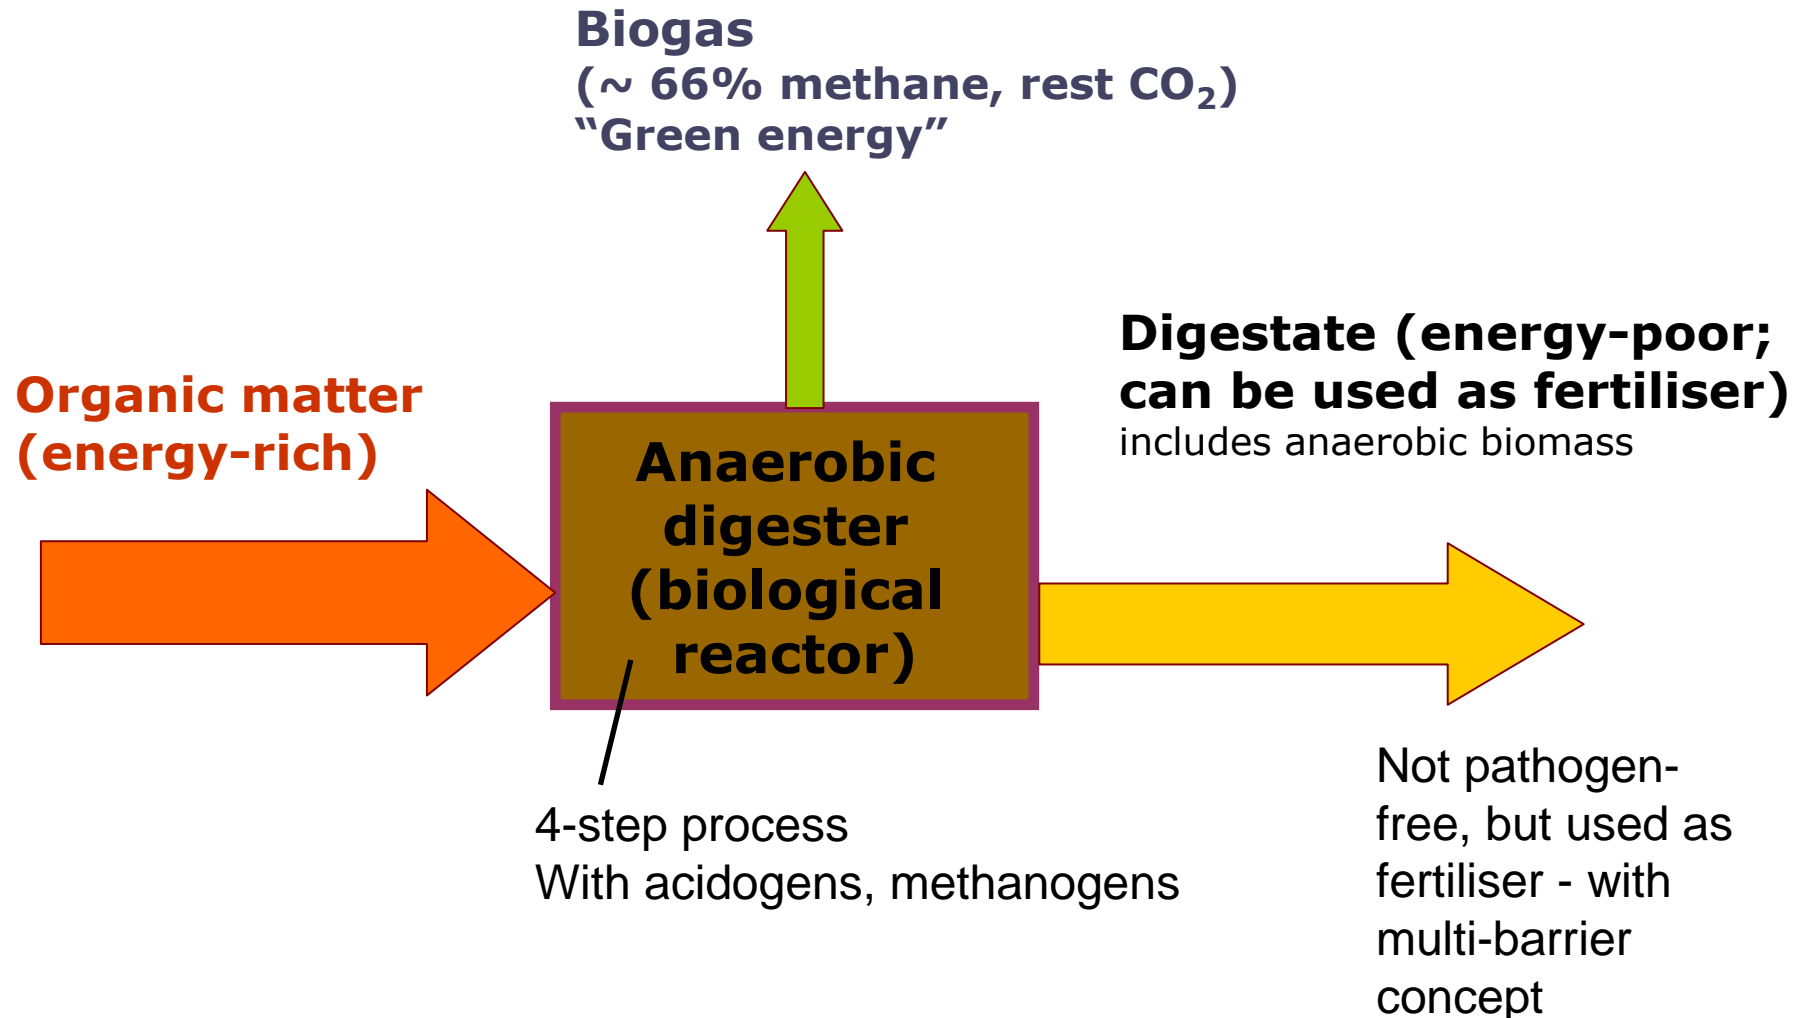 Biogas
(~ 66% methane, rest CO₂)
“Green energy”
Organic matter
(energy-rich)
Anaerobic
digester
(biological
reactor)
Digestate (energy-poor;
can be used as fertiliser)
includes anaerobic biomass
4-step process
With acidogens, methanogens
Not pathogen-
free, but used as
fertiliser - with
multi-barrier
concept